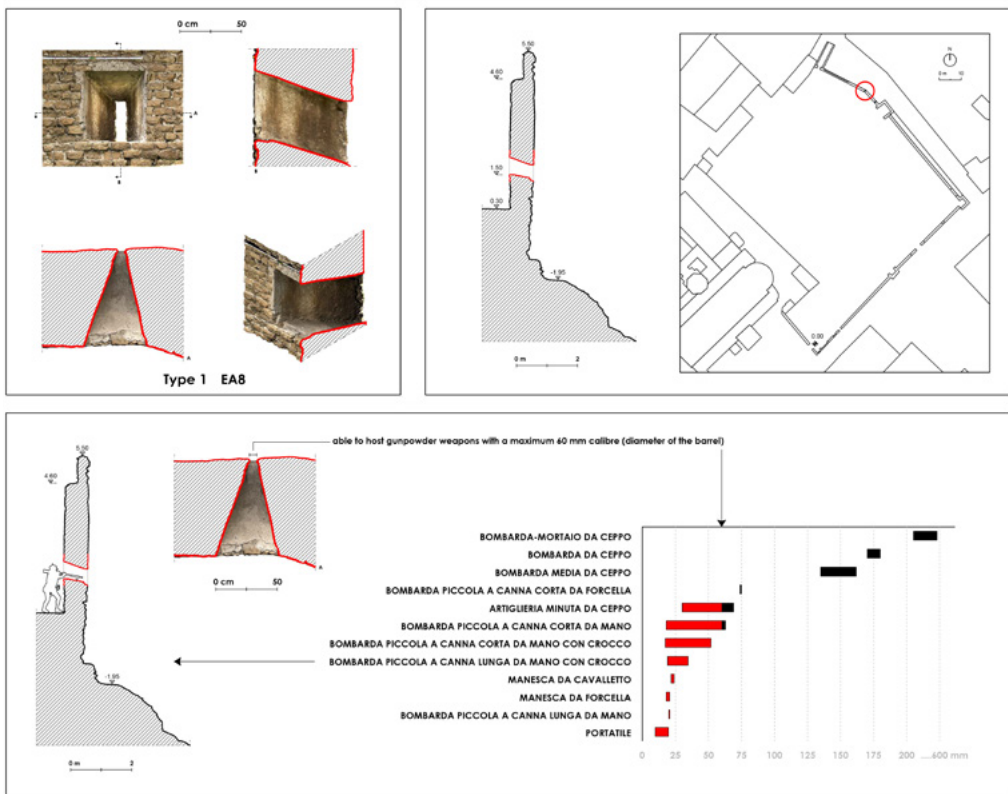 0 cm 50
A
A
B
B
A
Type 1 EA8
5.50
4.60
1.50
0.30
-1.95
0 m 2
N
0 m 10
0.00
able to host gunpowder weapons with a maximum 60 mm calibre (diameter of the barrel)
5.50
4.60
-1.95
0 m 2
A
0 cm 50
BOMBARDA-MORTAIO DA CEPPO
BOMBARDA DA CEPPO
BOMBARDA MEDIA DA CEPPO
BOMBARDA PICCOLA A CANNA CORTA DA FORCELLA
ARTIGLIERIA MINUTA DA CEPPO
BOMBARDA PICCOLA A CANNA CORTA DA MANO
BOMBARDA PICCOLA A CANNA CORTA DA MANO CON CROCCO
BOMBARDA PICCOLA A CANNA LUNGA DA MANO CON CROCCO
MANESCA DA CAVALLETTO
MANESCA DA FORCELLA
BOMBARDA PICCOLA A CANNA LUNGA DA MANO
PORTATILE
0 25 50 75 100 125 150 175 200 ....600 mm